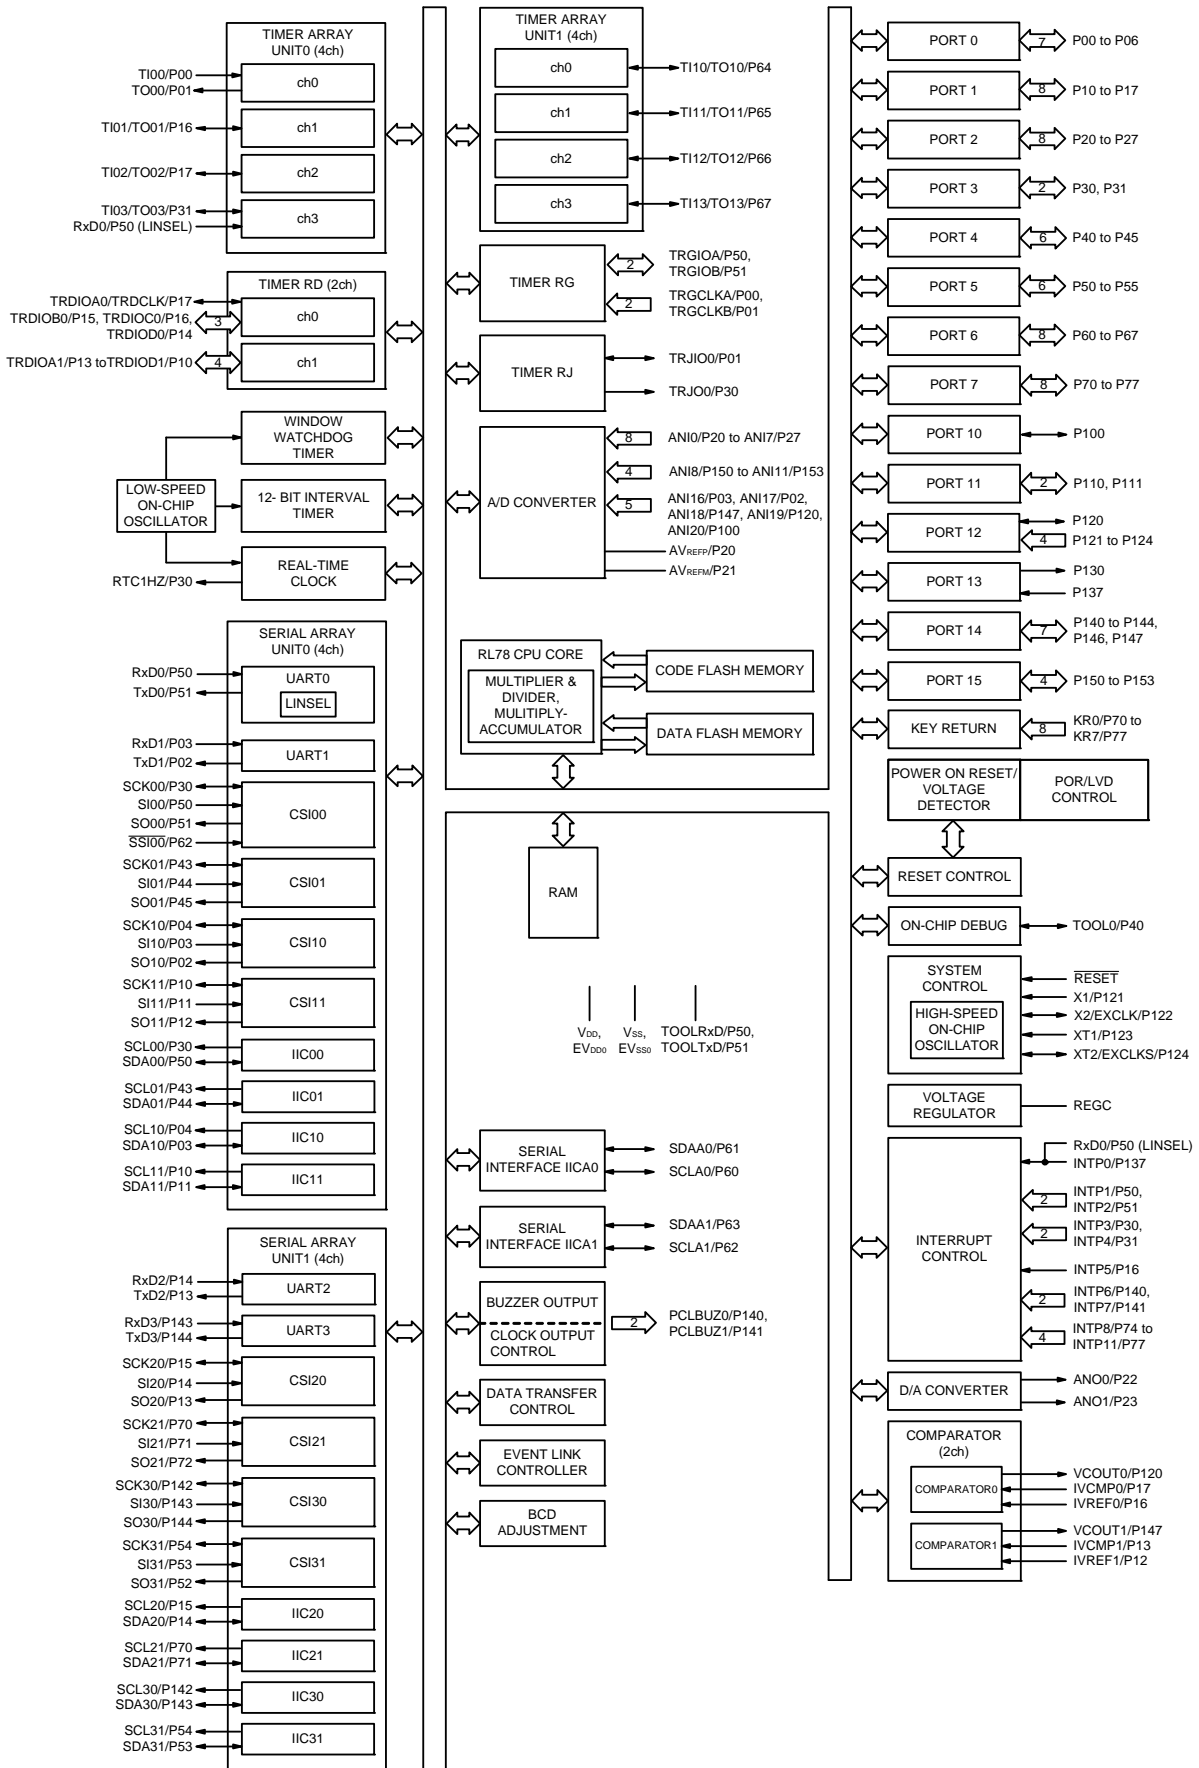 TIMER ARRAY
UNIT0 (4ch)
TI00/P00
TO00/P01
ch0
TI01/TO01/P16
ch1
TI02/TO02/P17
ch2
TI03/TO03/P31
RxD0/P50 (LINSEL)
ch3
TIMER RD (2ch)
TRDIOA0/TRDCLK/P17
TRDIOB0/P15, TRDIOC0/P16,
TRDIOD0/P14
3
ch0
TRDIOA1/P13 toTRDIOD1/P10
4
ch1
WINDOW
WATCHDOG
TIMER
LOW-SPEED
ON-CHIP
OSCILLATOR
12- BIT INTERVAL
TIMER
REAL-TIME
CLOCK
RTC1HZ/P30
SERIAL ARRAY
UNIT0 (4ch)
RxD0/P50
TxD0/P51
UART0
LINSEL
RxD1/P03
TxD1/P02
UART1
SCK00/P30
SI00/P50
SO00/P51
SSI00/P62
CSI00
SCK01/P43
SI01/P44
SO01/P45
CSI01
SCK10/P04
SI10/P03
SO10/P02
CSI10
SCK11/P10
SI11/P11
SO11/P12
CSI11
SCL00/P30
SDA00/P50
IIC00
SCL01/P43
SDA01/P44
IIC01
SCL10/P04
SDA10/P03
IIC10
SCL11/P10
SDA11/P11
IIC11
SERIAL ARRAY
UNIT1 (4ch)
RxD2/P14
TxD2/P13
UART2
RxD3/P143
TxD3/P144
UART3
SCK20/P15
SI20/P14
SO20/P13
CSI20
SCK21/P70
SI21/P71
SO21/P72
CSI21
SCK30/P142
SI30/P143
SO30/P144
CSI30
SCK31/P54
SI31/P53
SO31/P52
CSI31
SCL20/P15
SDA20/P14
IIC20
SCL21/P70
SDA21/P71
IIC21
SCL30/P142
SDA30/P143
IIC30
SCL31/P54
SDA31/P53
IIC31
TIMER ARRAY
UNIT1 (4ch)
ch0
TI10/TO10/P64
ch1
TI11/TO11/P65
ch2
TI12/TO12/P66
ch3
TI13/TO13/P67
TIMER RG
2
TRGIOA/P50,
TRGIOB/P51
2
TRGCLKA/P00,
TRGCLKB/P01
TIMER RJ
TRJIO0/P01
TRJO0/P30
A/D CONVERTER
8
ANI0/P20 to ANI7/P27
4
ANI8/P150 to ANI11/P153
5
ANI16/P03, ANI17/P02,
ANI18/P147, ANI19/P120,
ANI20/P100
AVREFP/P20
AVREFM/P21
RL78 CPU CORE
MULTIPLIER &
DIVIDER,
MULITIPLY-
ACCUMULATOR
CODE FLASH MEMORY
DATA FLASH MEMORY
RAM
VDD,
EVDD0
VSS,
EVSS0
TOOLRxD/P50,
TOOLTxD/P51
SERIAL
INTERFACE IICA0
SDAA0/P61
SCLA0/P60
SERIAL
INTERFACE IICA1
SDAA1/P63
SCLA1/P62
BUZZER OUTPUT
CLOCK OUTPUT
CONTROL
2
PCLBUZ0/P140,
PCLBUZ1/P141
DATA TRANSFER
CONTROL
EVENT LINK
CONTROLLER
BCD
ADJUSTMENT
PORT 0
7
P00 to P06
PORT 1
8
P10 to P17
PORT 2
8
P20 to P27
PORT 3
2
P30, P31
PORT 4
6
P40 to P45
PORT 5
6
P50 to P55
PORT 6
8
P60 to P67
PORT 7
8
P70 to P77
PORT 10
P100
PORT 11
2
P110, P111
PORT 12
P120
4
P121 to P124
PORT 13
P130
P137
PORT 14
7
P140 to P144,
P146, P147
PORT 15
4
P150 to P153
KEY RETURN
8
KR0/P70 to
KR7/P77
POWER ON RESET/
VOLTAGE
DETECTOR
POR/LVD
CONTROL
RESET CONTROL
ON-CHIP DEBUG
TOOL0/P40
SYSTEM
CONTROL
HIGH-SPEED
ON-CHIP
OSCILLATOR
RESET
X1/P121
X2/EXCLK/P122
XT1/P123
XT2/EXCLKS/P124
VOLTAGE
REGULATOR
REGC
INTERRUPT
CONTROL
RxD0/P50 (LINSEL)
INTP0/P137
2
INTP1/P50,
INTP2/P51
2
INTP3/P30,
INTP4/P31
INTP5/P16
2
INTP6/P140,
INTP7/P141
4
INTP8/P74 to
INTP11/P77
D/A CONVERTER
ANO0/P22
ANO1/P23
COMPARATOR
(2ch)
COMPARATOR0
VCOUT0/P120
IVCMP0/P17
IVREF0/P16
COMPARATOR1
VCOUT1/P147
IVCMP1/P13
IVREF1/P12